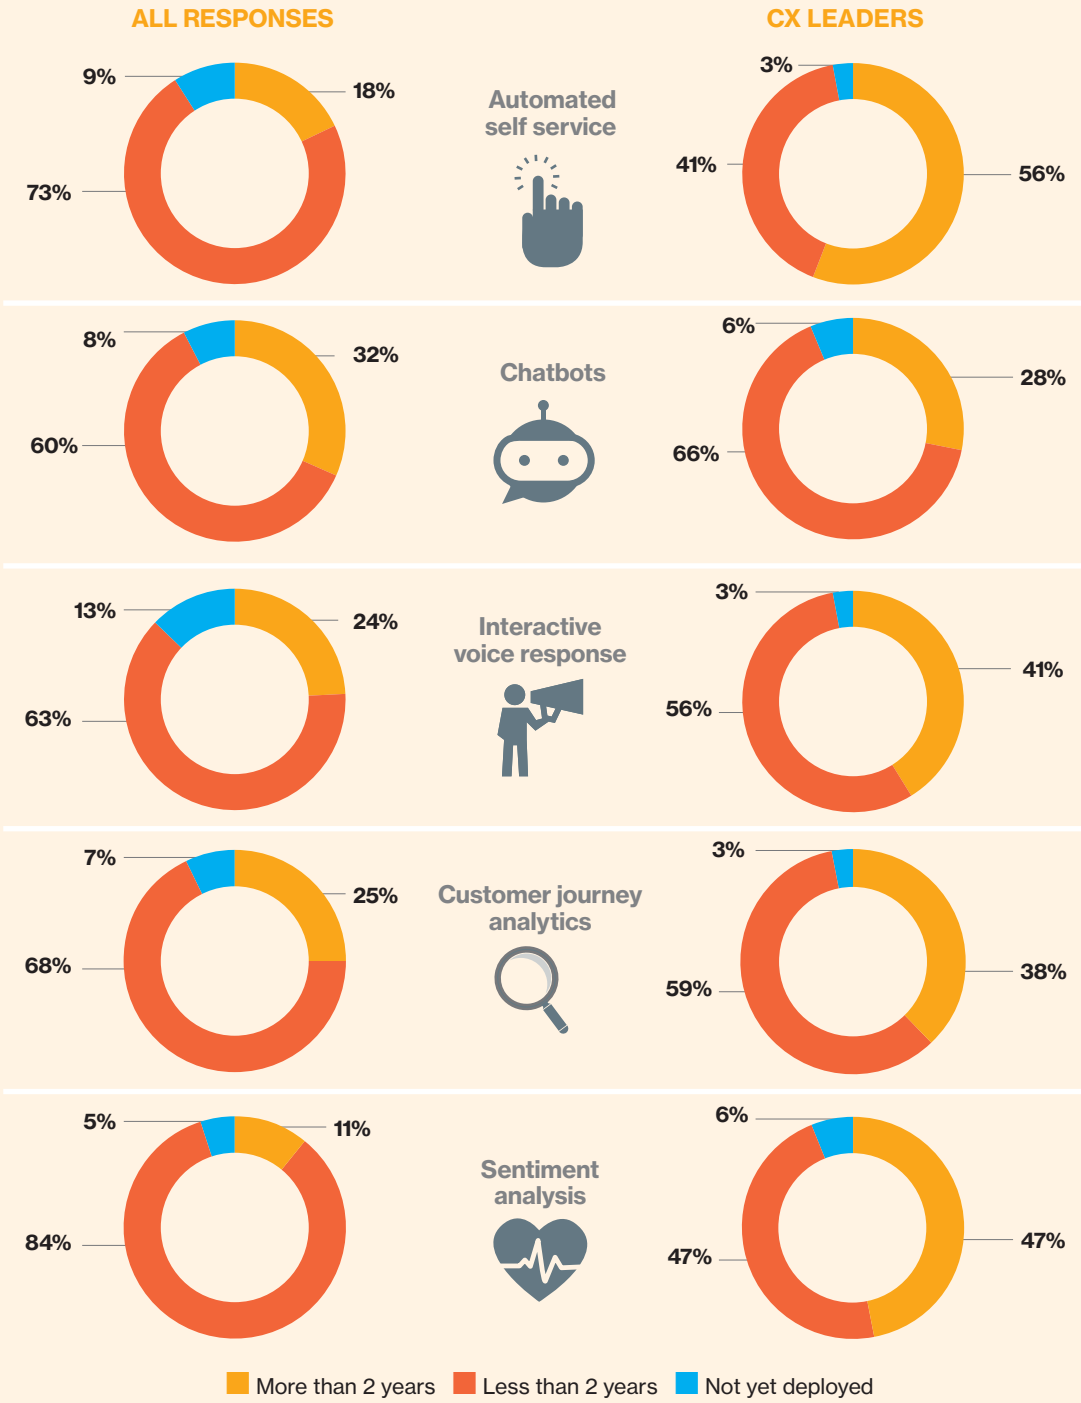 ALL RESPONSES
CX LEADERS
9%
18%
73%
Automated
self service
3%
41%
56%
8%
32%
60%
Chatbots
6%
28%
66%
13%
24%
63%
Interactive
voice response
3%
41%
56%
7%
25%
68%
Customer journey
analytics
3%
38%
59%
5%
11%
84%
Sentiment
analysis
6%
47%
47%
More than 2 years
Less than 2 years
Not yet deployed